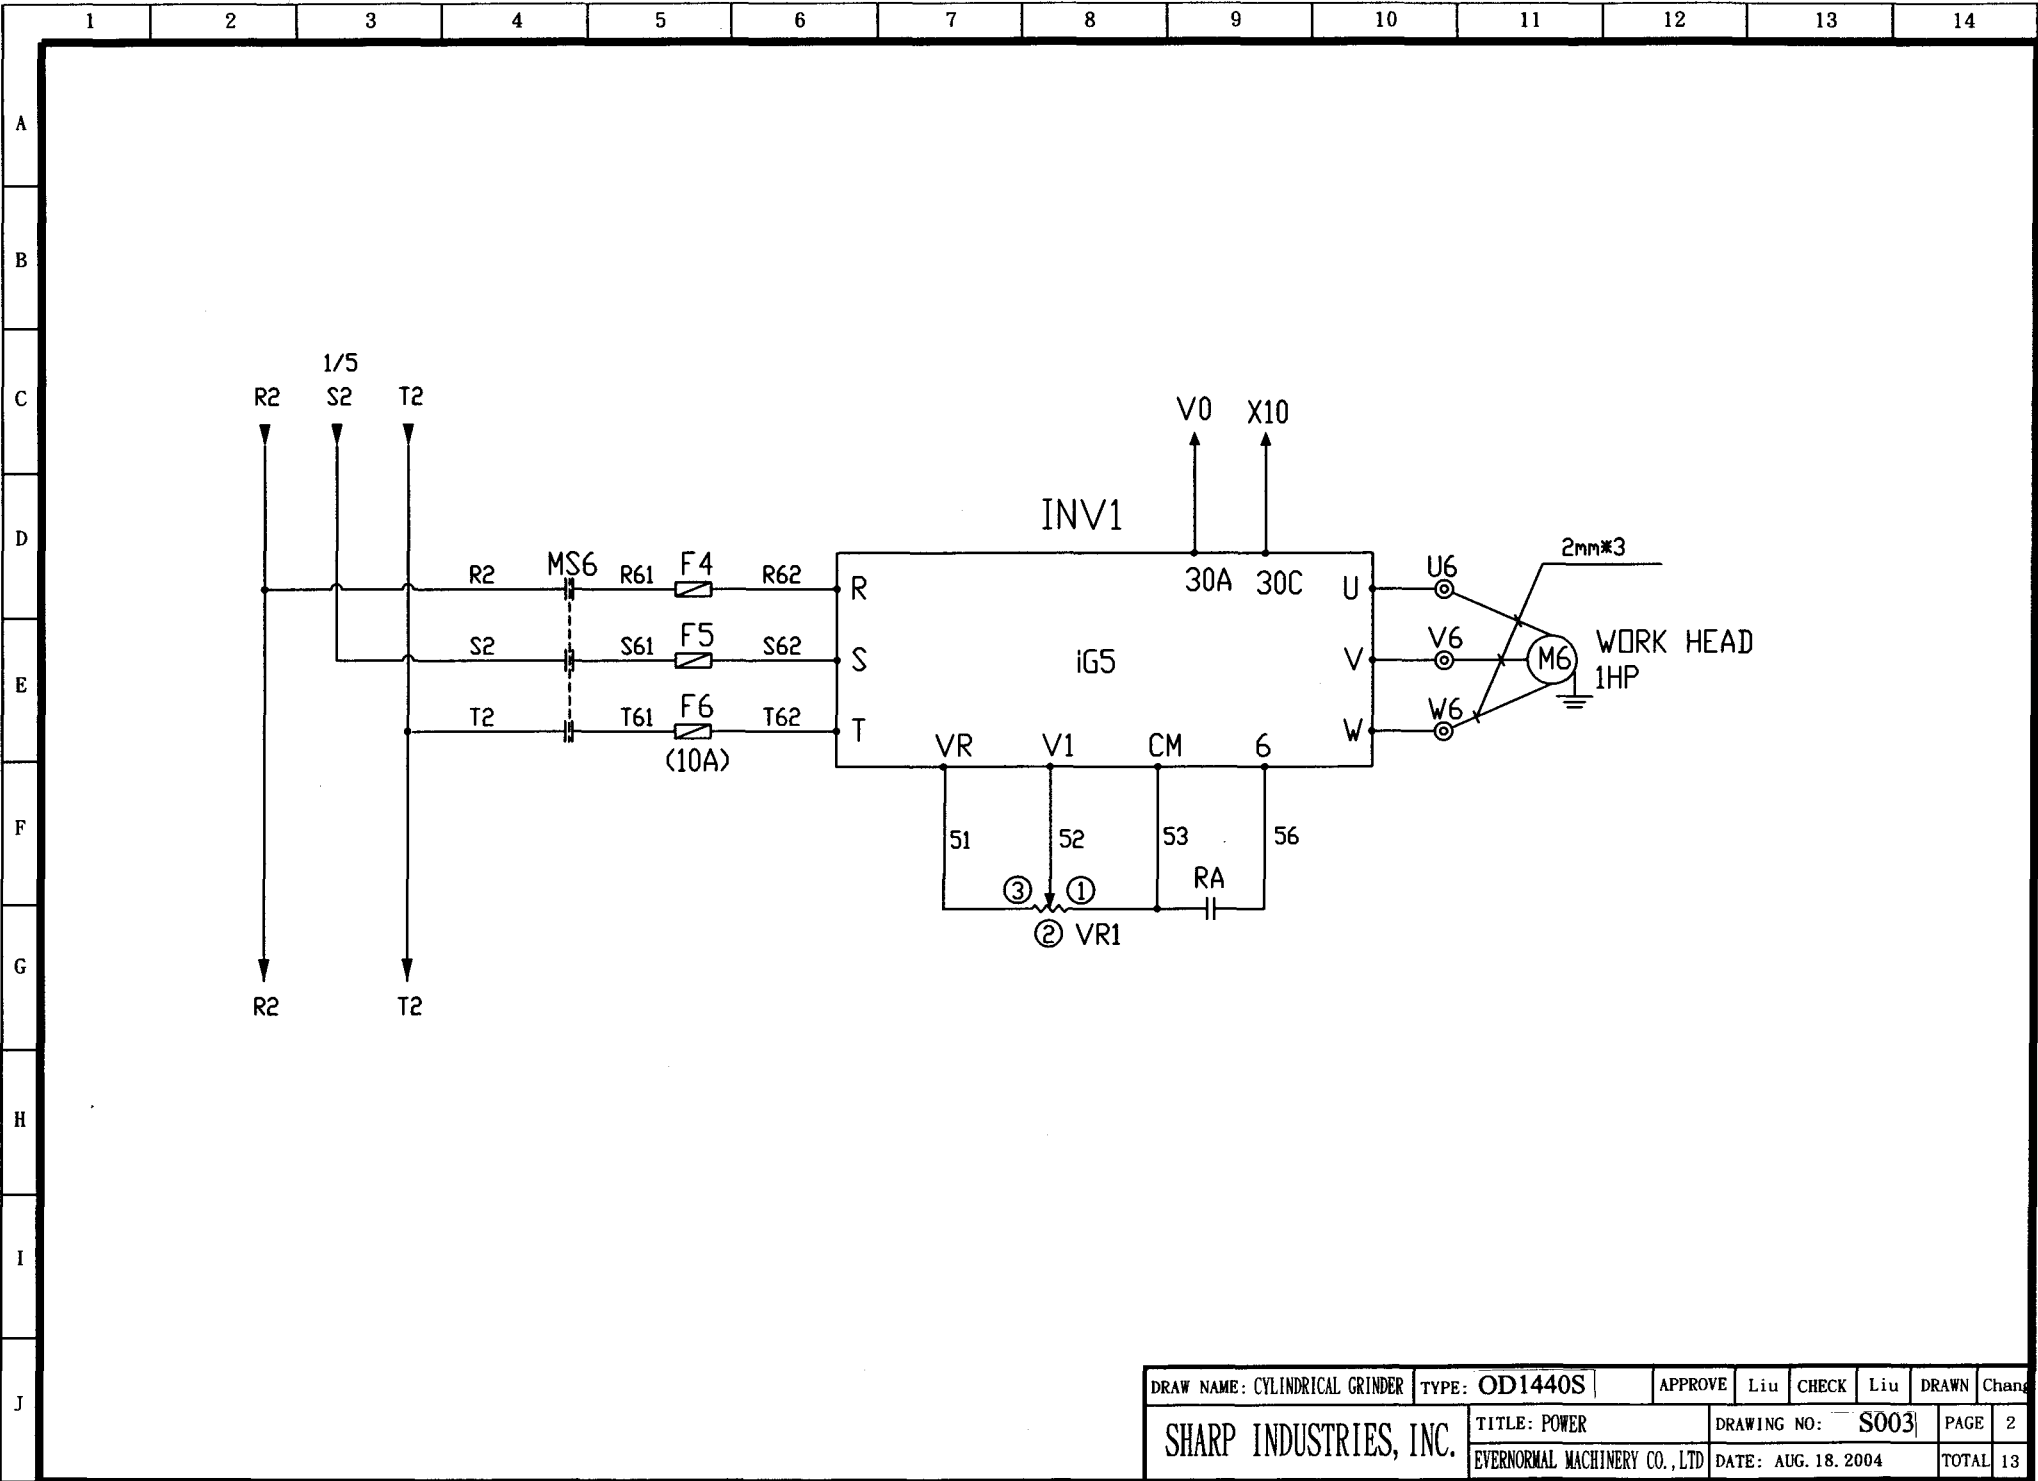 1 2 3 4 5 6 7 8 9 10 11 12 13 14
A
B
C
D
E
F
G
H
I
J
1/5
R2 S2 T2
V0 X10
INV1
2mm*3
R2 MS6 R61 F4 R62 R 30A 30C U U6
S2 S61 F5 S62 S iG5 V V6 M6 WORK HEAD
1HP
T2 T61 F6 T62 T W W6
(10A)
VR V1 CM 6
51 52 53 56
③ ① RA
② VR1
R2 T2
DRAW NAME: CYLINDRICAL GRINDER TYPE: OD1440S APPROVE Liu CHECK Liu DRAWN Chang
SHARP INDUSTRIES, INC. TITLE: POWER DRAWING NO: S003 PAGE 2
EVERNORMAL MACHINERY CO., LTD DATE: AUG. 18. 2004 TOTAL 13